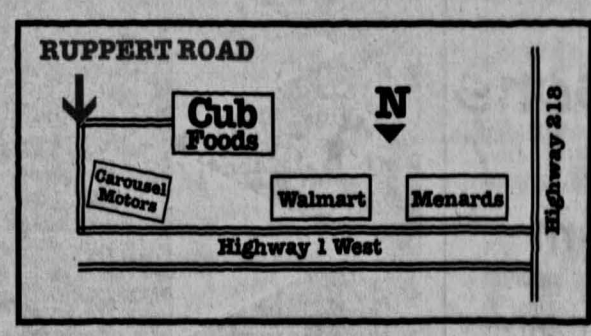 RUPPERT ROAD
Cub
Foods
N
Carousel
Motors
Walmart
Menards
Highway 218
Highway 1 West